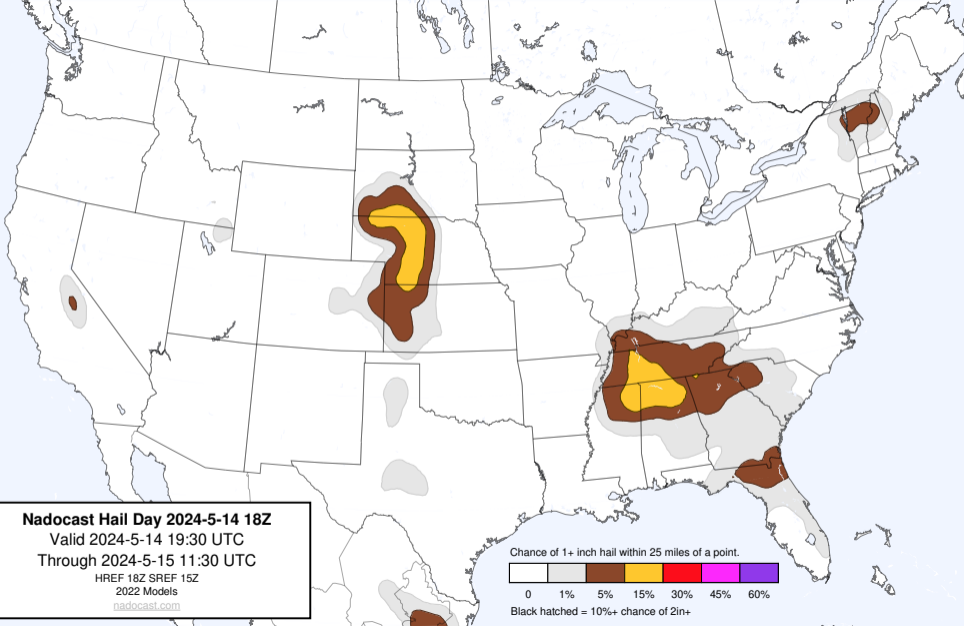 Nadocast Hail Day 2024-5-14 18Z
Valid 2024-5-14 19:30 UTC
Through 2024-5-15 11:30 UTC
HREF 18Z SREF 15Z
2022 Models
nadocast.com
Chance of 1+ inch hail within 25 miles of a point.
0 1% 5% 15% 30% 45% 60%
Black hatched = 10%+ chance of 2in+